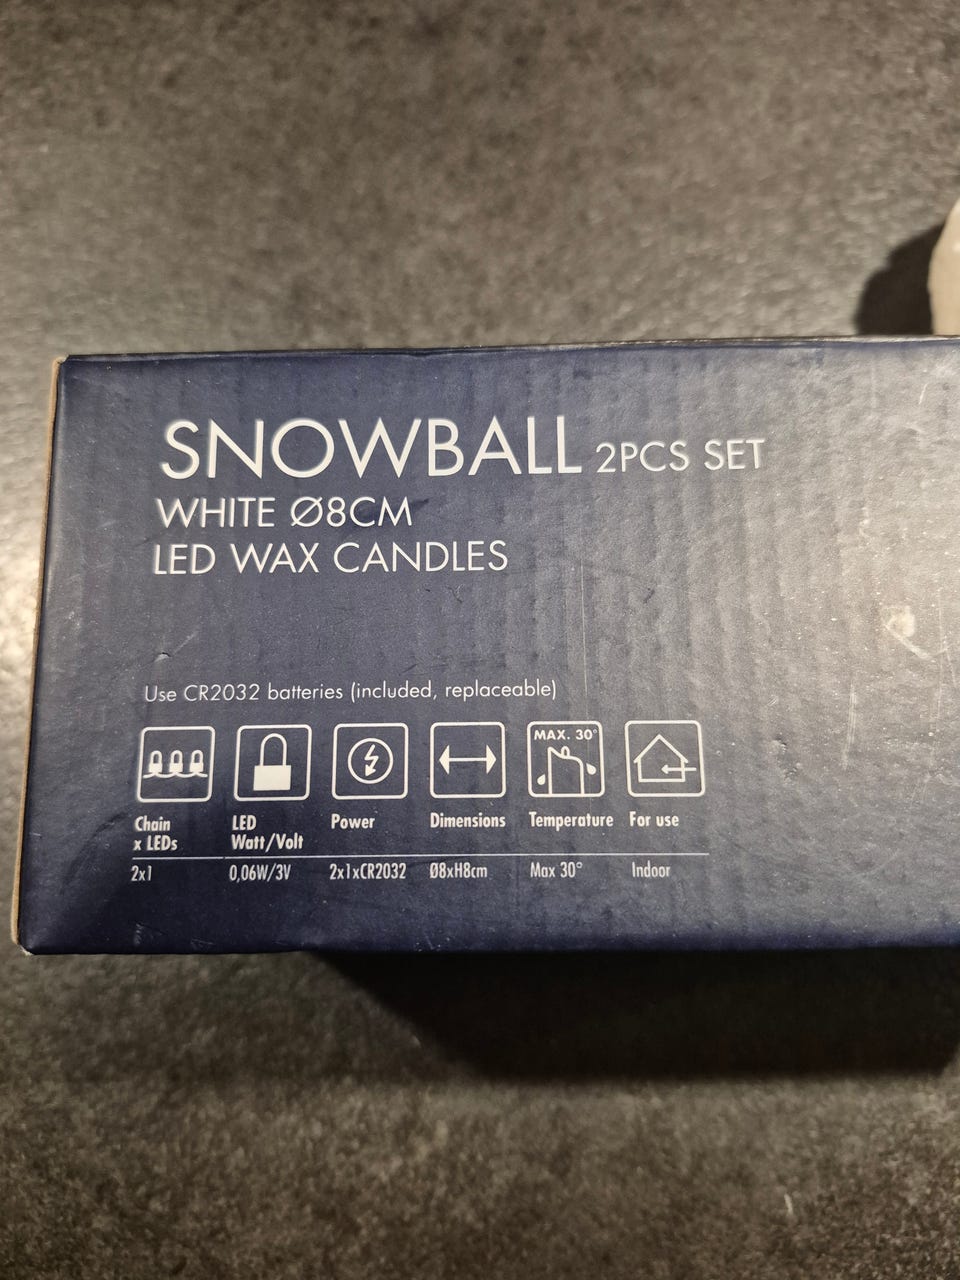 SNOWBALL 2PCS SET
WHITE Ø8CM
LED WAX CANDLES
Use CR2032 batteries (included, replaceable)
MAX. 30°
Chain x LEDs
LED Watt/Volt
Power
Dimensions
Temperature
For use
2x1
0,06W/3V
2x1xCR2032
Ø8xH8cm
Max 30°
Indoor